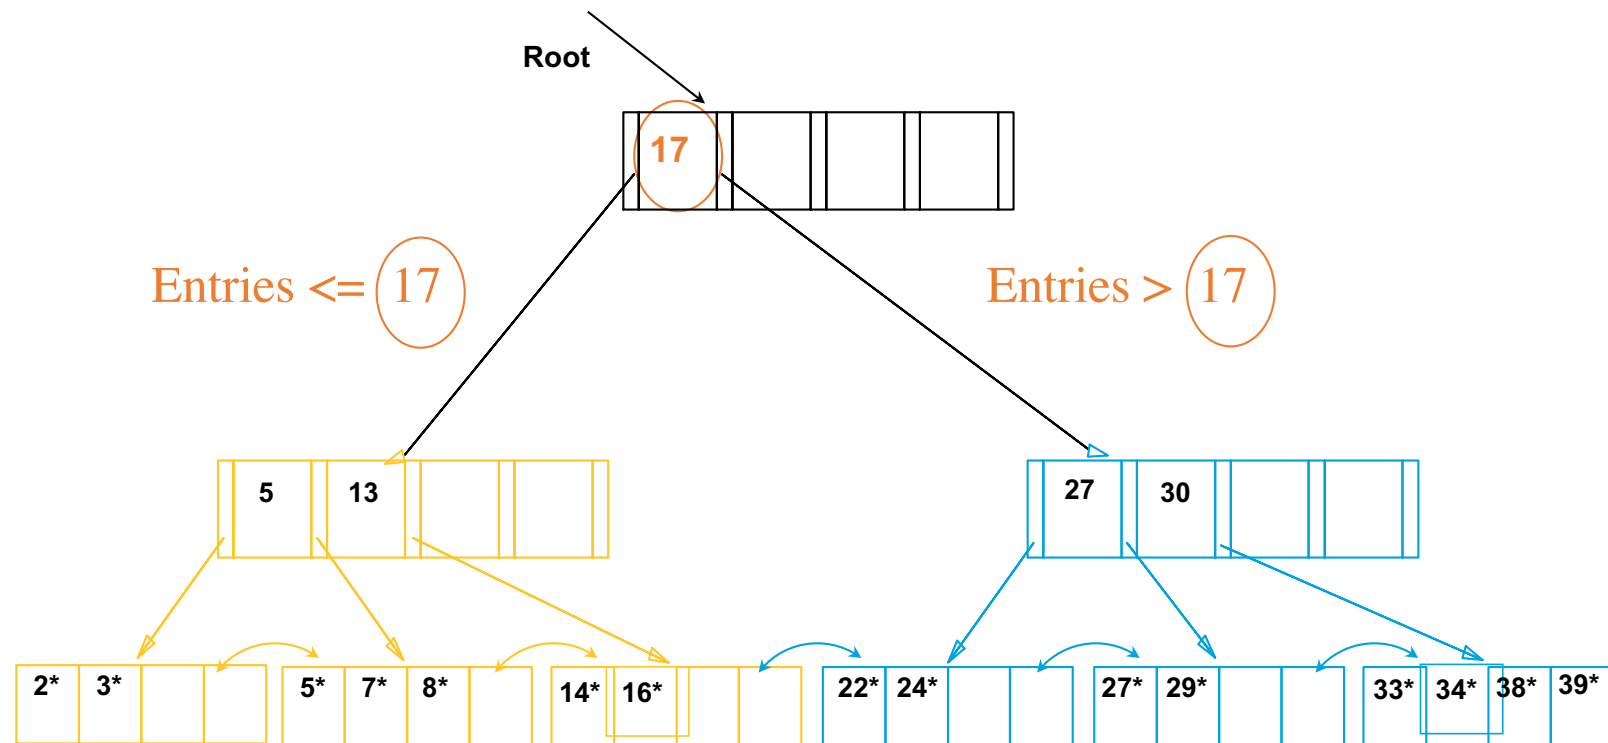 Root
17
Entries <= 17
Entries > 17
5 13
27 30
2* 3* 5* 7* 8* 14* 16* 22* 24* 27* 29* 33* 34* 38* 39*